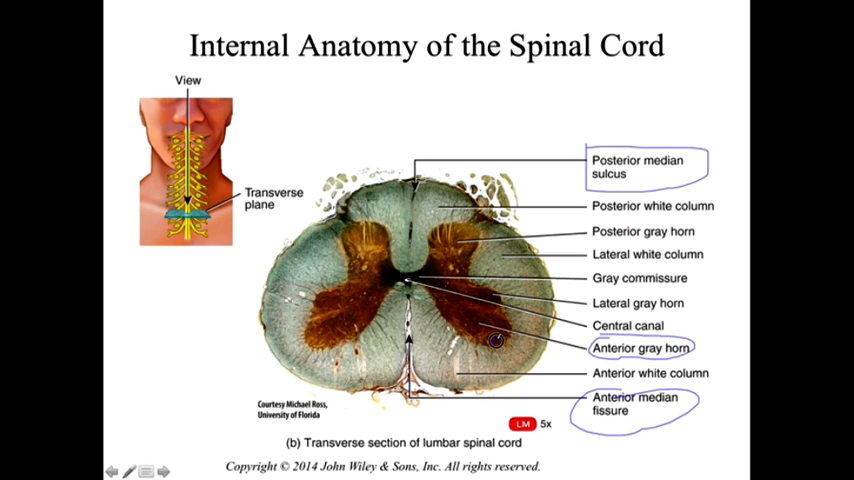 Internal Anatomy of the Spinal Cord
View
Transverse
plane
Posterior median
sulcus
Posterior white column
Posterior gray horn
Lateral white column
Gray commissure
Lateral gray horn
Central canal
Anterior gray horn
Anterior white column
Anterior median
fissure
Courtesy Michael Ross,
University of Florida
LM 5x
(b) Transverse section of lumbar spinal cord
Copyright © 2014 John Wiley & Sons, Inc. All rights reserved.